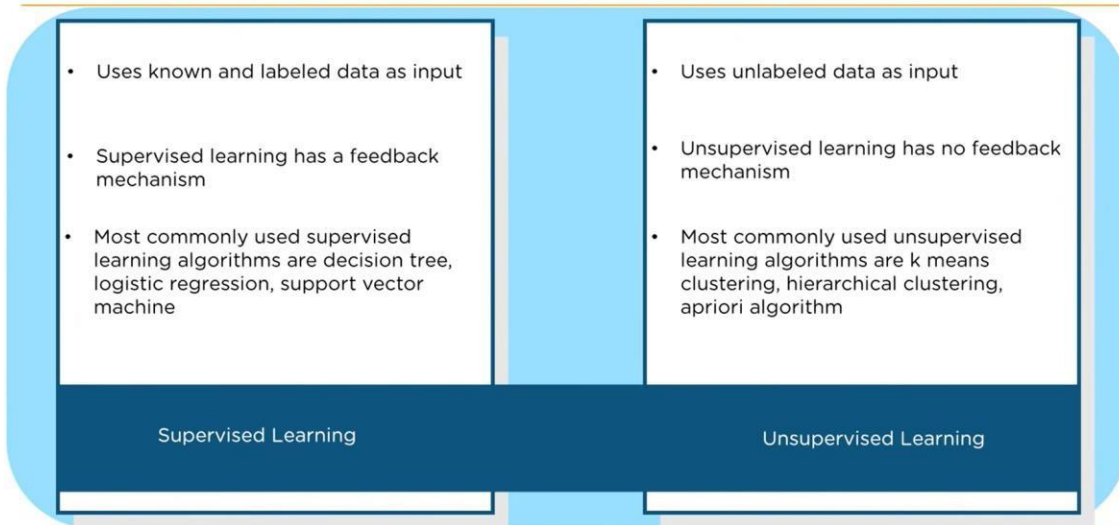 • Uses known and labeled data as input
• Supervised learning has a feedback
mechanism
• Most commonly used supervised
learning algorithms are decision tree,
logistic regression, support vector
machine
Supervised Learning
• Uses unlabeled data as input
• Unsupervised learning has no feedback
mechanism
• Most commonly used unsupervised
learning algorithms are k means
clustering, hierarchical clustering,
apriori algorithm
Unsupervised Learning